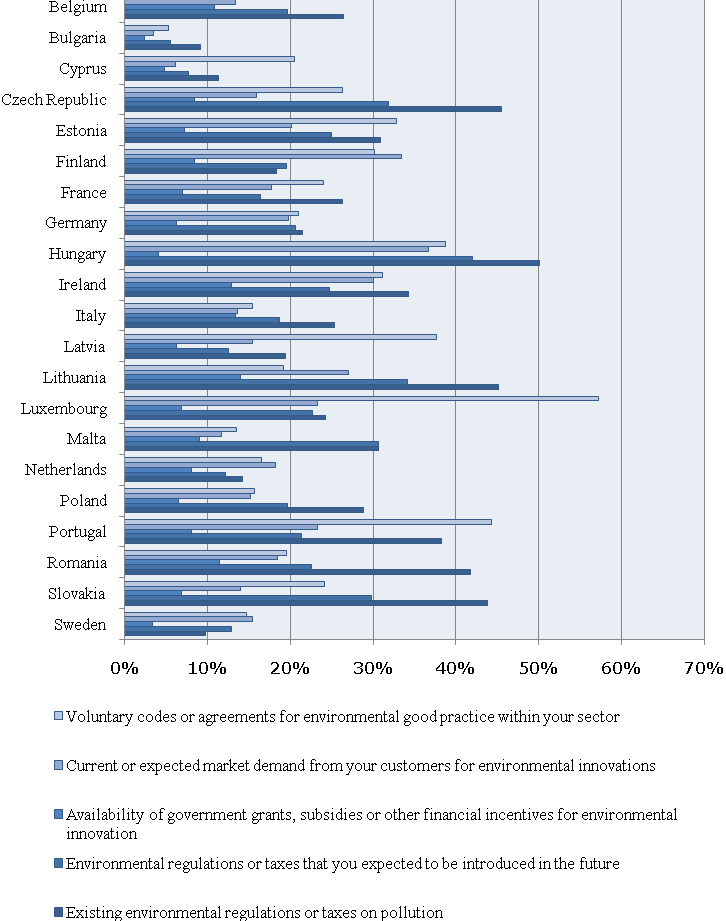 Belgium
Bulgaria
Cyprus
Czech Republic
Estonia
Finland
France
Germany
Hungary
Ireland
Italy
Latvia
Lithuania
Luxembourg
Malta
Netherlands
Poland
Portugal
Romania
Slovakia
Sweden
0% 10% 20% 30% 40% 50% 60% 70%
Voluntary codes or agreements for environmental good practice within your sector
Current or expected market demand from your customers for environmental innovations
Availability of government grants, subsidies or other financial incentives for environmental
innovation
Environmental regulations or taxes that you expected to be introduced in the future
Existing environmental regulations or taxes on pollution